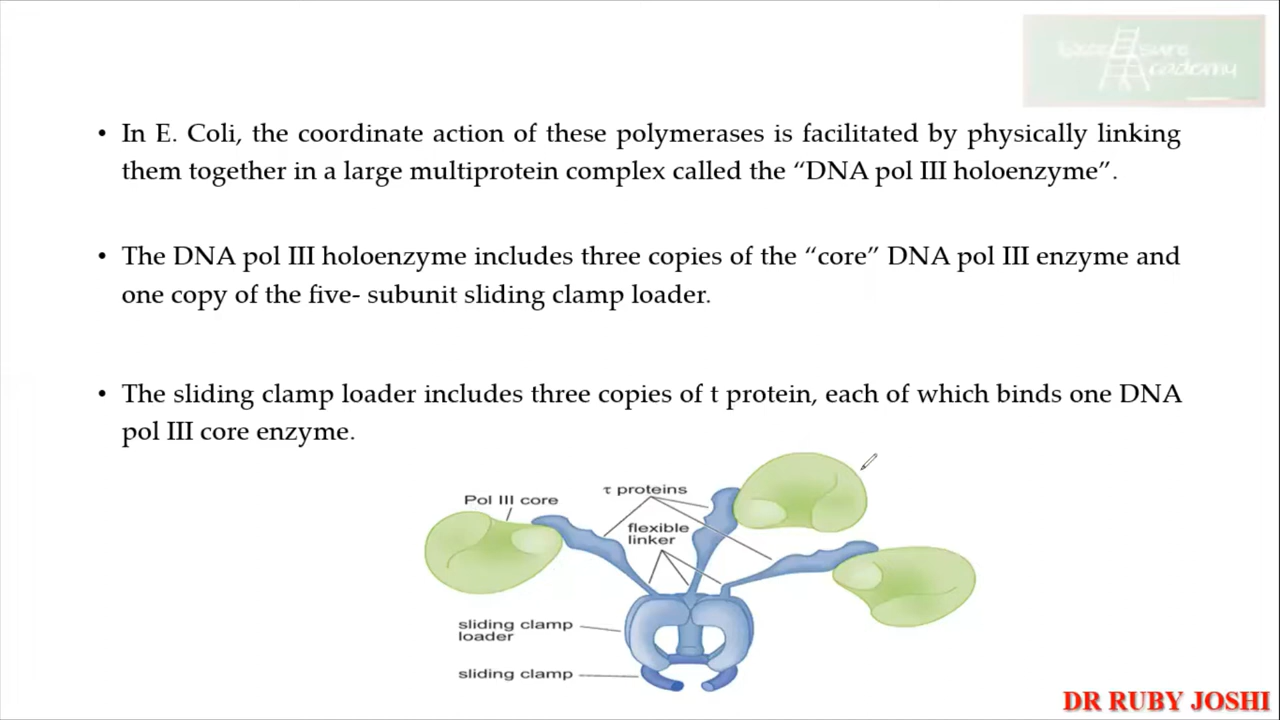 sure
cademy
• In E. Coli, the coordinate action of these polymerases is facilitated by physically linking
them together in a large multiprotein complex called the “DNA pol III holoenzyme”.
• The DNA pol III holoenzyme includes three copies of the “core” DNA pol III enzyme and
one copy of the five- subunit sliding clamp loader.
• The sliding clamp loader includes three copies of t protein, each of which binds one DNA
pol III core enzyme.
τ proteins
Pol III core
flexible
linker
sliding clamp
loader
sliding clamp
DR RUBY JOSHI